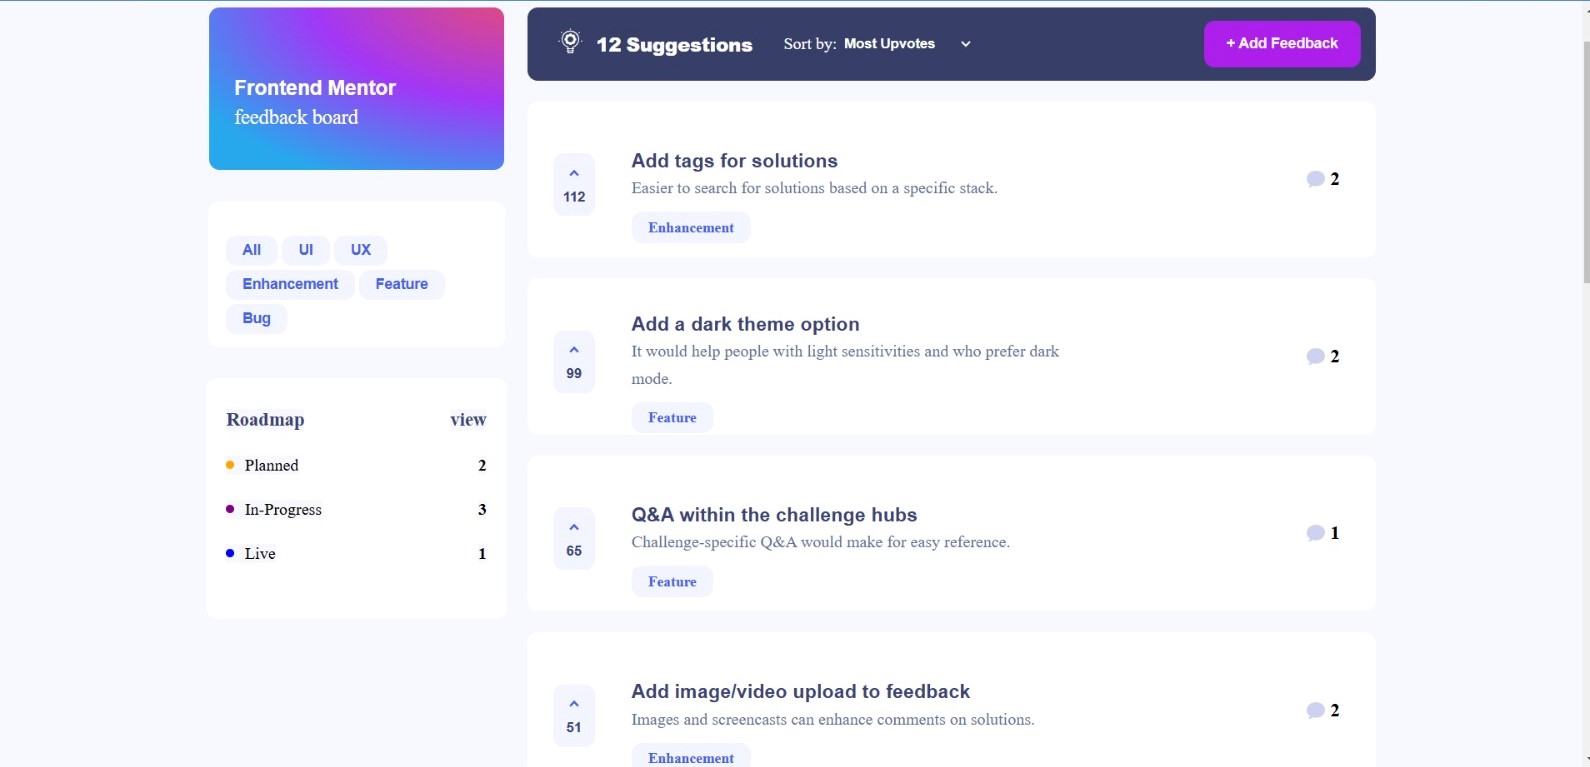 Frontend Mentor
feedback board
All UI UX
Enhancement Feature
Bug
Roadmap view
Planned 2
In-Progress 3
Live 1
12 Suggestions Sort by: Most Upvotes + Add Feedback
Add tags for solutions
Easier to search for solutions based on a specific stack.
Enhancement
112
2
Add a dark theme option
It would help people with light sensitivities and who prefer dark
mode.
Feature
99
2
Q&A within the challenge hubs
Challenge-specific Q&A would make for easy reference.
Feature
65
1
Add image/video upload to feedback
Images and screencasts can enhance comments on solutions.
Enhancement
51
2